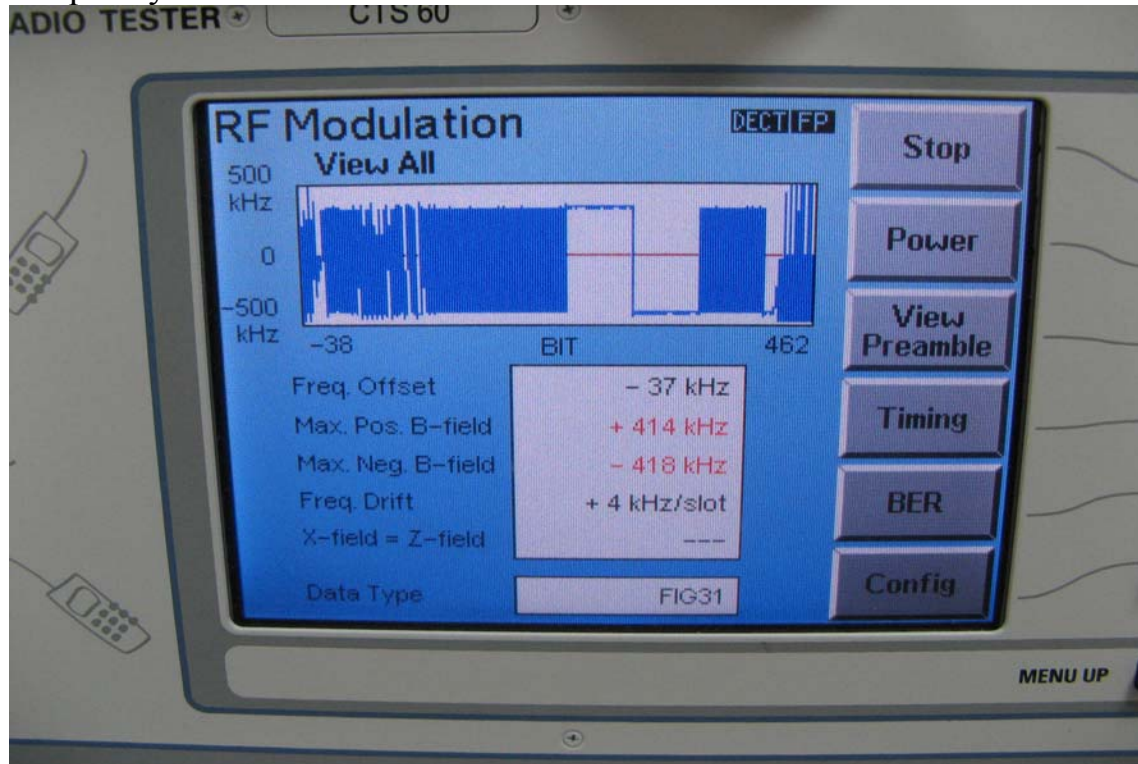 ADIO TESTER
CTS 60
RF Modulation
DECT FP
View All
500
kHz
0
-500
kHz
-38
BIT
462
Freq. Offset
- 37 kHz
Max. Pos. B-field
+ 414 kHz
Max. Neg. B-field
- 418 kHz
Freq. Drift
+ 4 kHz/slot
X-field = Z-field
---
Data Type
FIG31
Stop
Power
View
Preamble
Timing
BER
Config
MENU UP